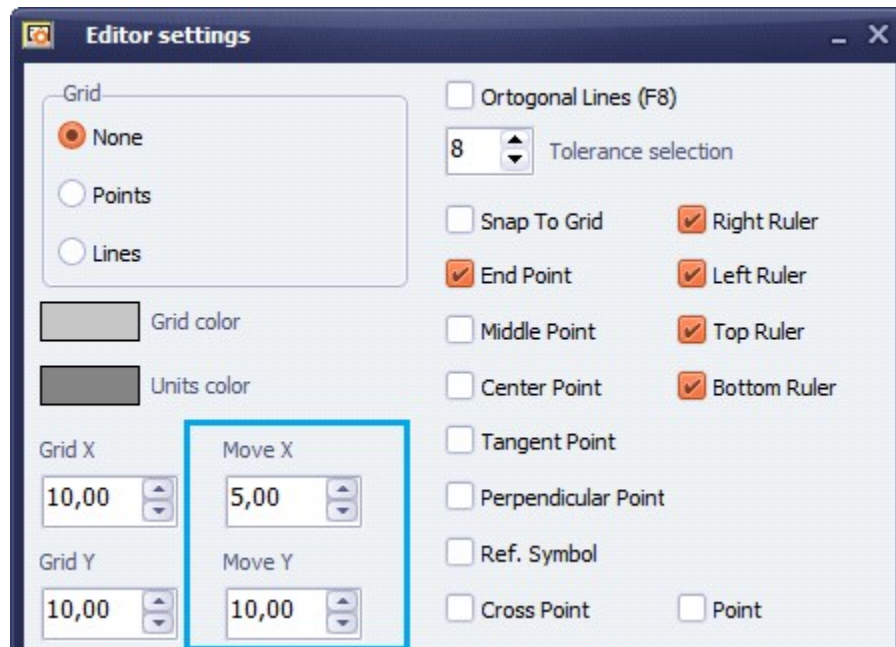 Editor settings
Grid
None
Points
Lines
Grid color
Units color
Grid X
Move X
10,00
5,00
Grid Y
Move Y
10,00
10,00
Ortogonal Lines (F8)
8 Tolerance selection
Snap To Grid
Right Ruler
End Point
Left Ruler
Middle Point
Top Ruler
Center Point
Bottom Ruler
Tangent Point
Perpendicular Point
Ref. Symbol
Cross Point
Point